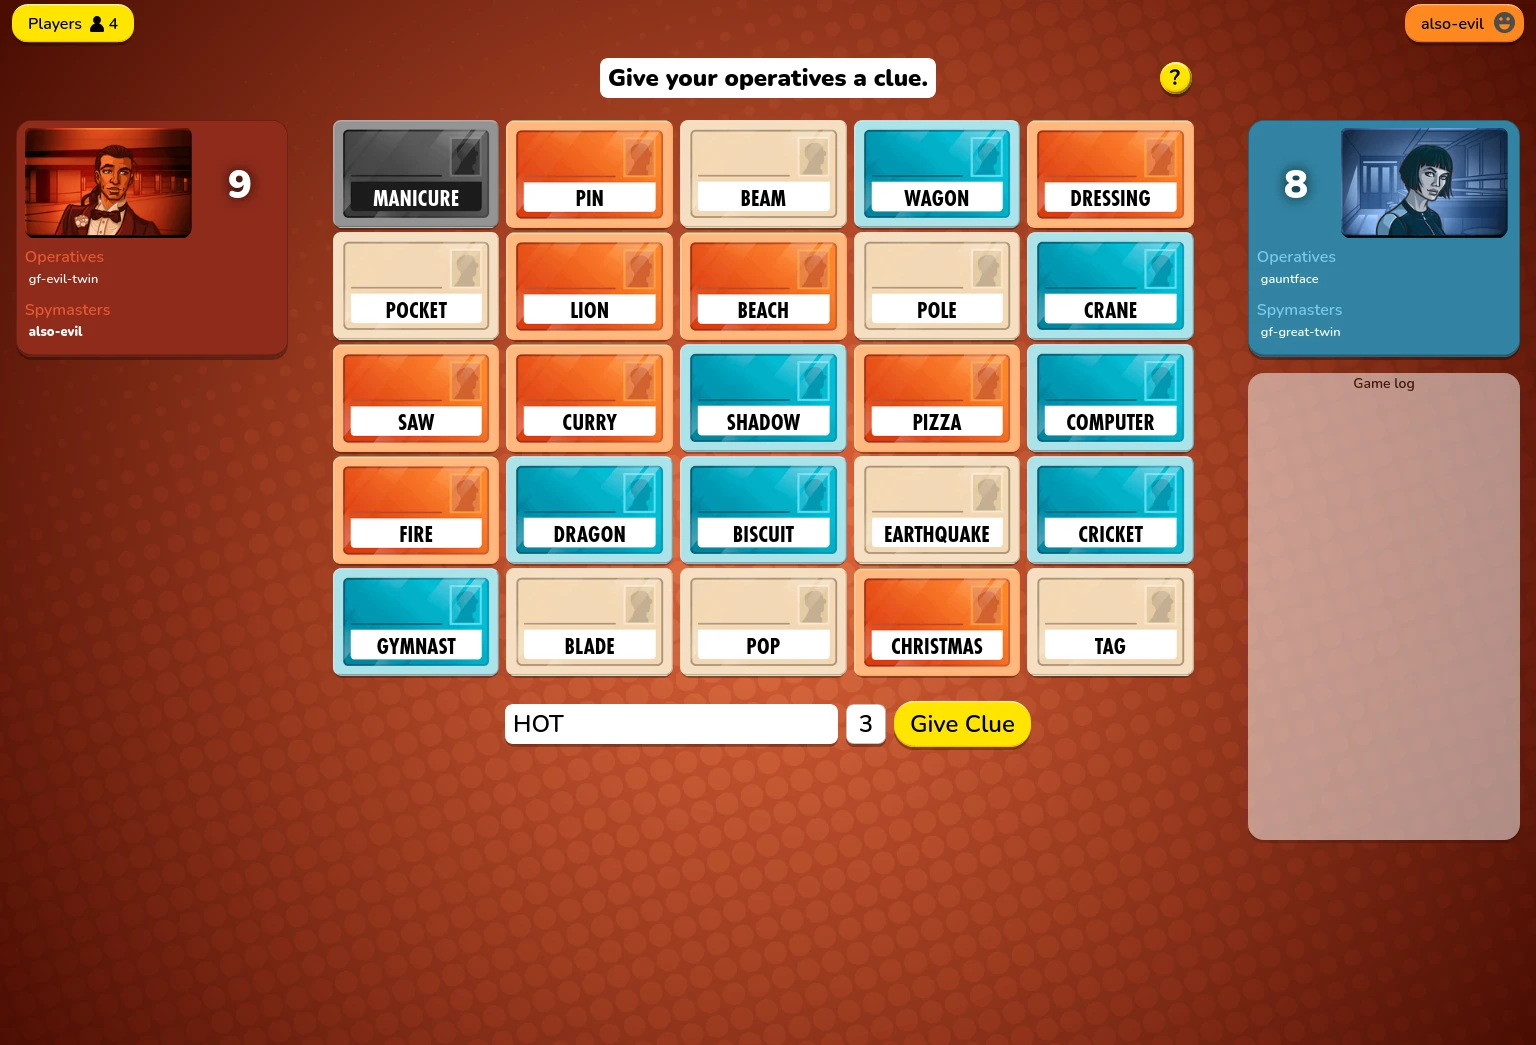 Players 4
also-evil
Give your operatives a clue.
?
9
Operatives
gf-evil-twin
Spymasters
also-evil
MANICURE
PIN
BEAM
WAGON
DRESSING
POCKET
LION
BEACH
POLE
CRANE
SAW
CURRY
SHADOW
PIZZA
COMPUTER
FIRE
DRAGON
BISCUIT
EARTHQUAKE
CRICKET
GYMNAST
BLADE
POP
CHRISTMAS
TAG
HOT
3
Give Clue
8
Operatives
gauntface
Spymasters
gf-great-twin
Game log